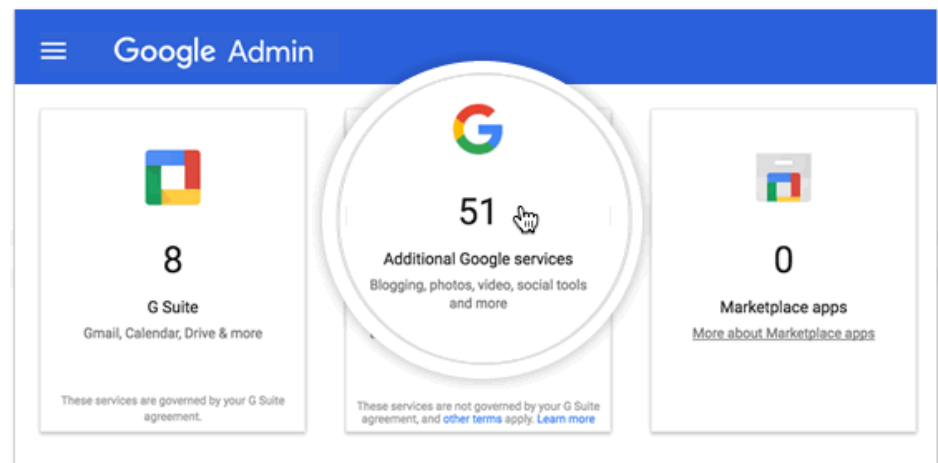 Google Admin
8
G Suite
Gmail, Calendar, Drive & more
These services are governed by your G Suite
agreement.
51
Additional Google services
Blogging, photos, video, social tools
and more
These services are not governed by your G Suite
agreement, and other terms apply. Learn more
0
Marketplace apps
More about Marketplace apps